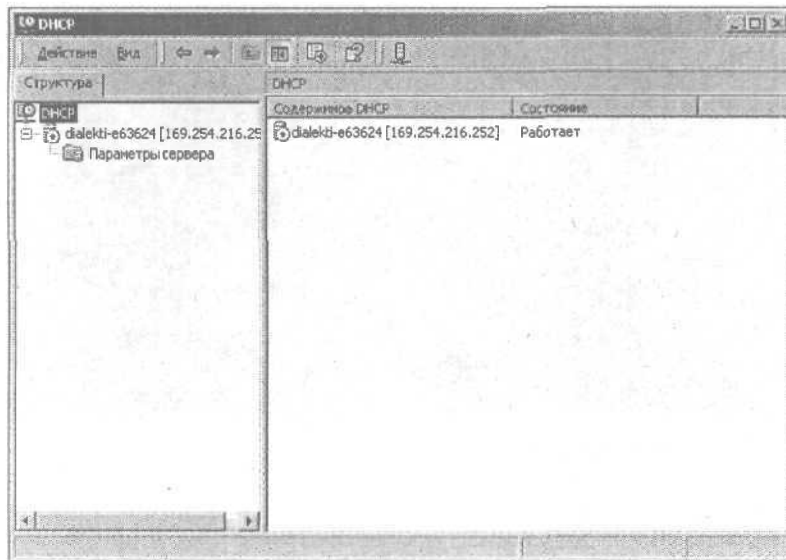 DHCP
Действие Вид
Структура
DHCP
DHCP
dialekti-e63624 [169.254.216.25
Параметры сервера
Содержимое DHCP Состояние
dialekti-e63624 [169.254.216.252] Работает